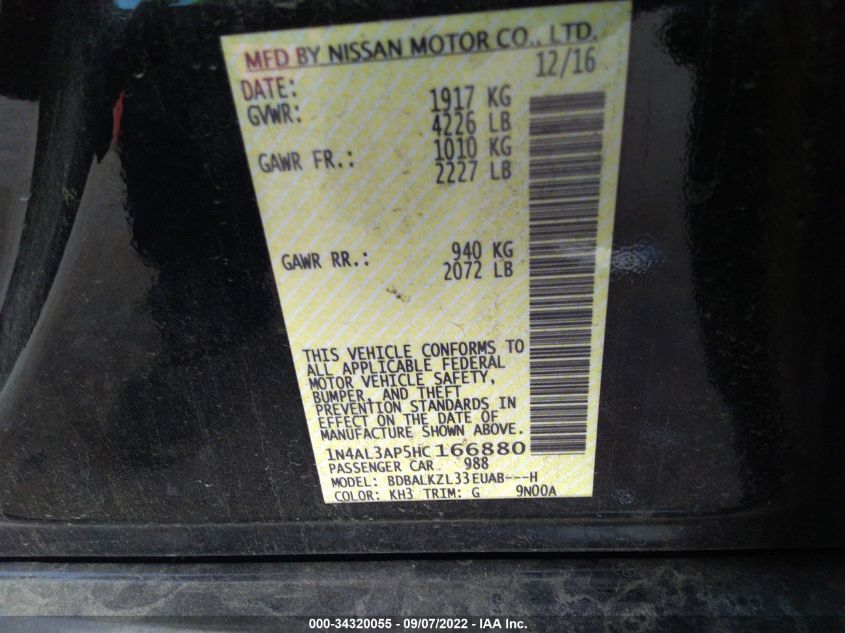 MFD BY NISSAN MOTOR CO., LTD.
DATE: 12/16
GVWR: 1917 KG
4226 LB
GAWR FR.: 1010 KG
2227 LB
GAWR RR.: 940 KG
2072 LB
THIS VEHICLE CONFORMS TO
ALL APPLICABLE FEDERAL
MOTOR VEHICLE SAFETY,
BUMPER, AND THEFT
PREVENTION STANDARDS IN
EFFECT ON THE DATE OF
MANUFACTURE SHOWN ABOVE.
1N4AL3AP5HC166880
PASSENGER CAR 988
MODEL: BDBALKZL33EUAB---H
COLOR: KH3 TRIM: G 9N00A
000-34320055 - 09/07/2022 - IAA Inc.